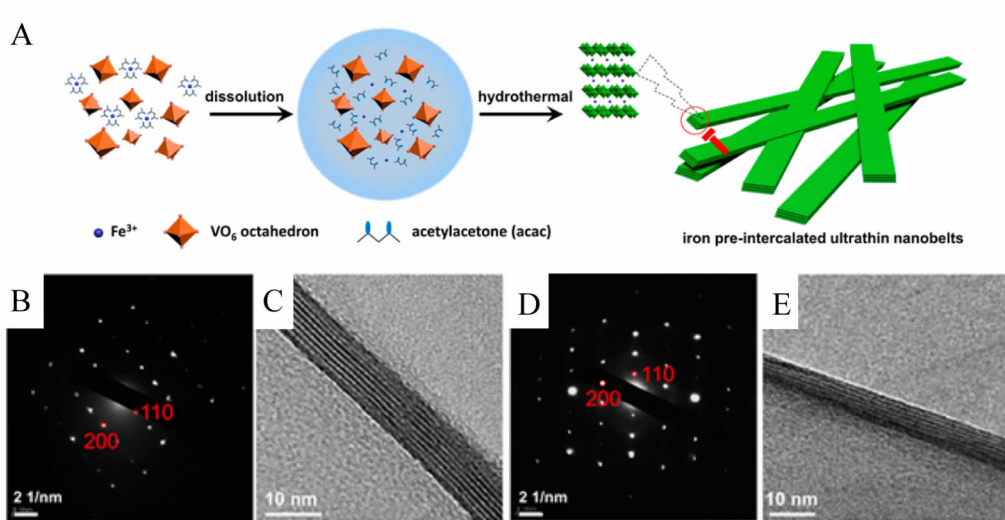 A
dissolution
hydrothermal
Fe³⁺
VO₆ octahedron
acetylacetone (acac)
iron pre-intercalated ultrathin nanobelts
B
110
200
2 1/nm
C
10 nm
D
110
200
2 1/nm
E
10 nm